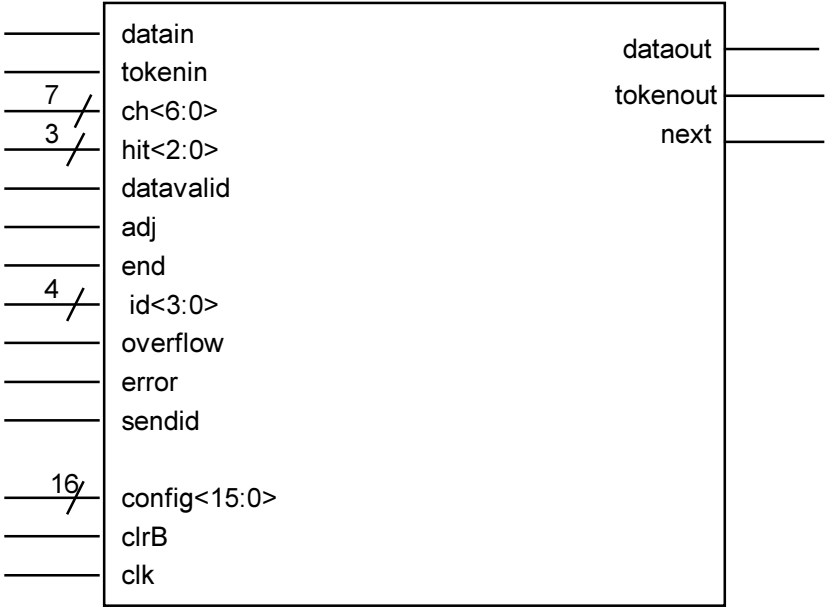 datain
dataout
tokenin
tokenout
7
ch<6:0>
next
3
hit<2:0>
datavalid
adj
end
4
id<3:0>
overflow
error
sendid
16
config<15:0>
clrB
clk